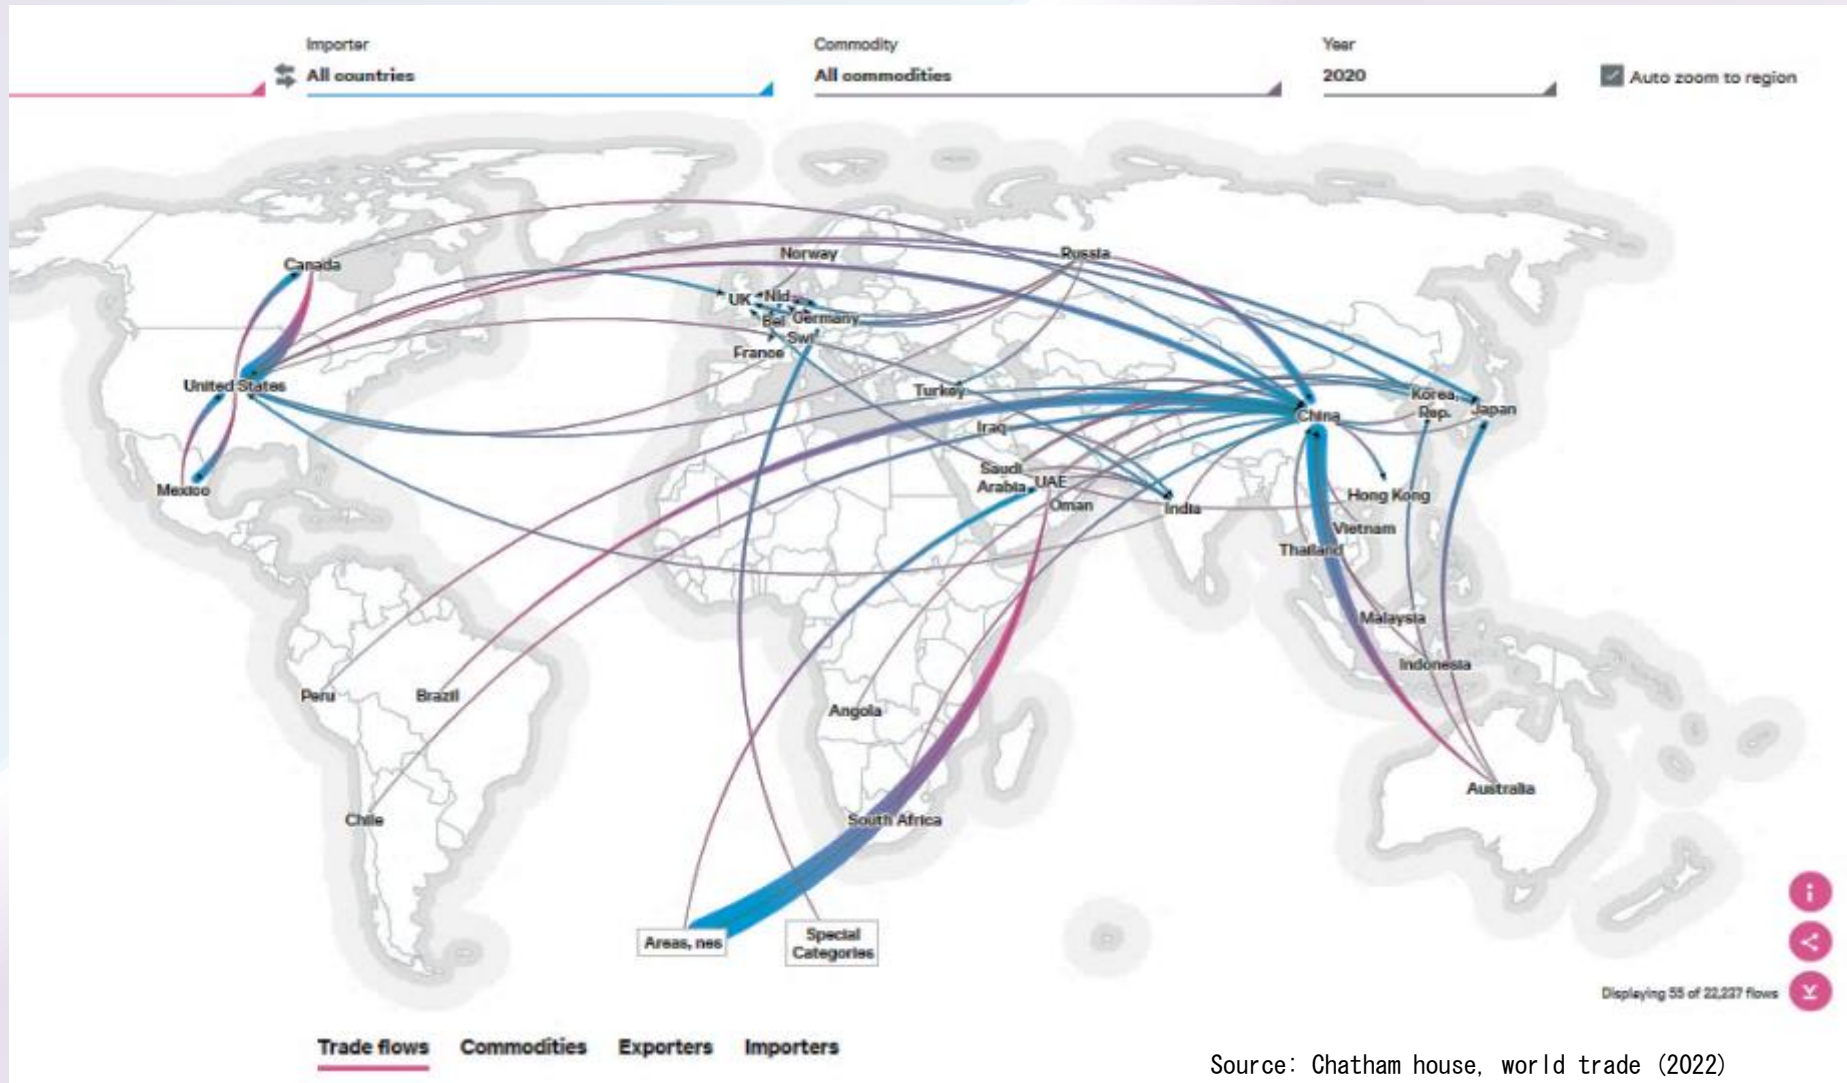 Importer
All countries
Commodity
All commodities
Year
2020
Auto zoom to region
Canada
Norway
Russia
UK
Nld
Bel
Germany
Swi
France
United States
Turkey
Korea,
Rep.
Japan
China
Iraq
Saudi
Arabia
UAE
Oman
India
Hong Kong
Vietnam
Thailand
Mexico
Malaysia
Indonesia
Peru
Brazil
Angola
Australia
Chile
South Africa
Areas, nes
Special
Categories
Displaying 55 of 22,237 flows
Trade flows
Commodities
Exporters
Importers
Source: Chatham house, world trade (2022)